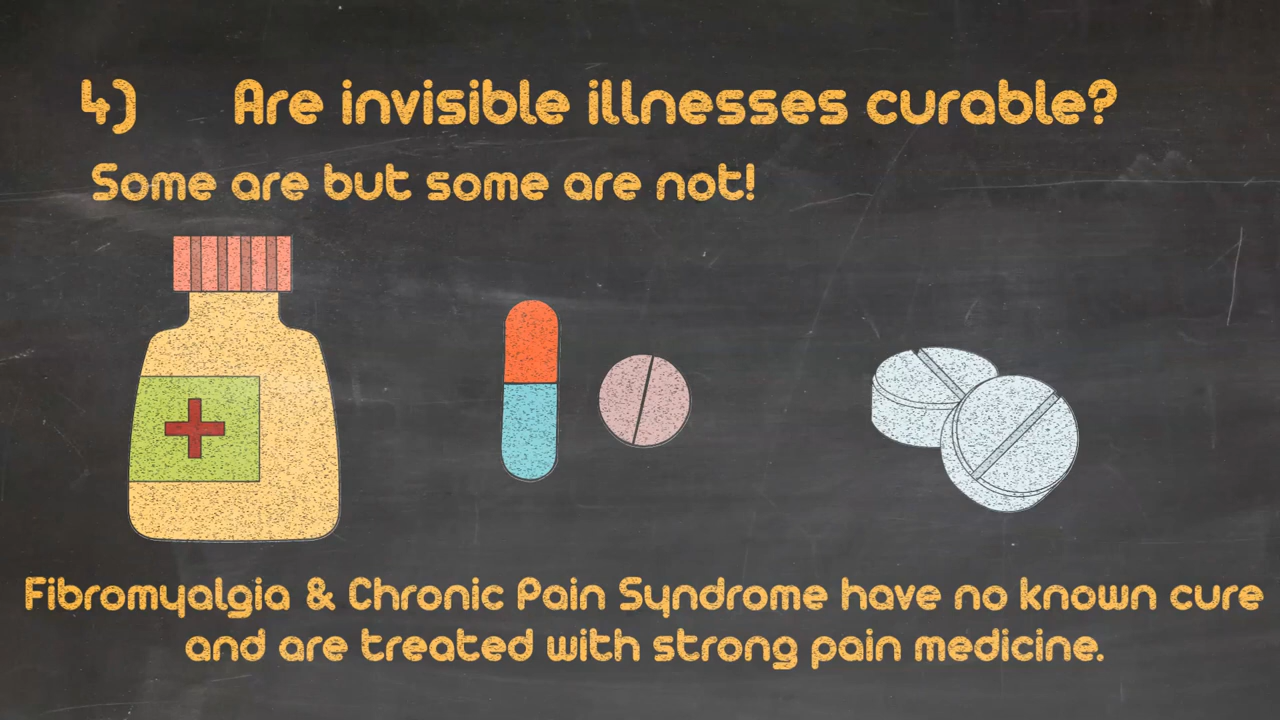 4) Are invisible illnesses curable?
Some are but some are not!
Fibromyalgia & Chronic Pain Syndrome have no known cure
and are treated with strong pain medicine.